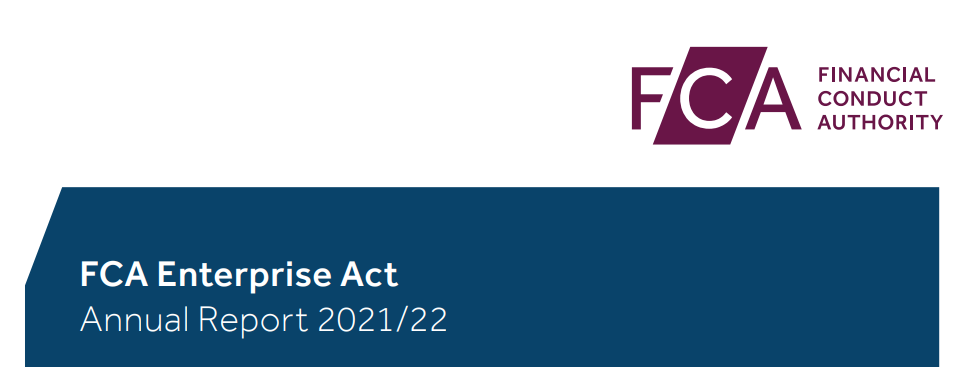 FCA
FINANCIAL
CONDUCT
AUTHORITY
FCA Enterprise Act
Annual Report 2021/22